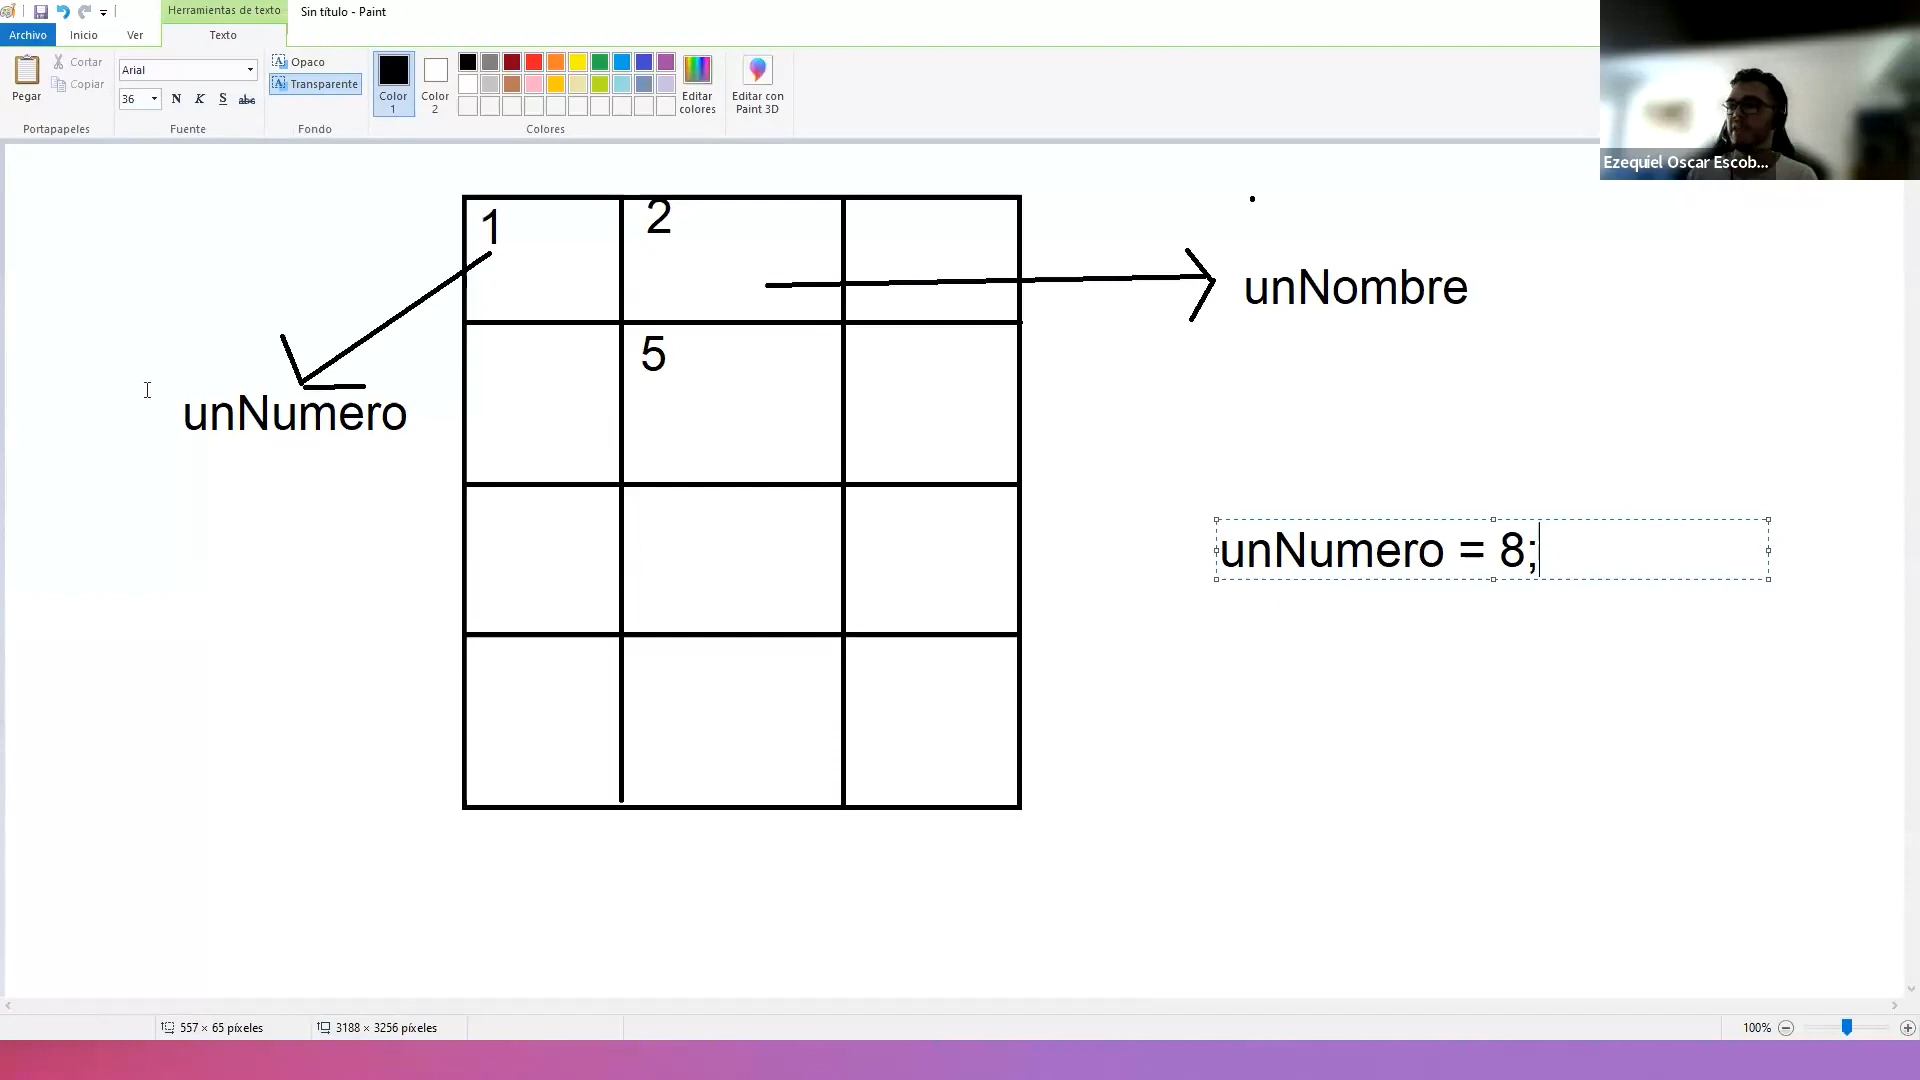 Herramientas de texto
Sin título - Paint
Archivo
Inicio
Ver
Texto
Pegar
Cortar
Copiar
Portapapeles
Arial
36
N K S abc
Fuente
Opaco
Transparente
Fondo
Color
1
Color
2
Editar
colores
Colores
Editar con
Paint 3D
Ezequiel Oscar Escob...
1
2
unNombre
5
unNumero
unNumero = 8;
557 × 65 píxeles
3188 × 3256 píxeles
100%